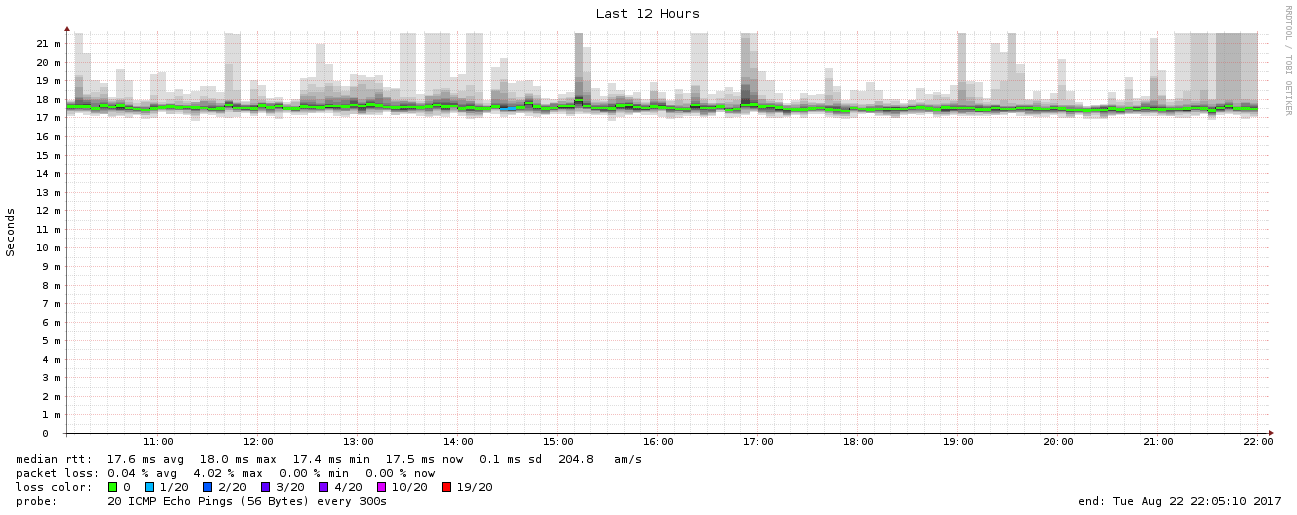 Last 12 Hours
RRDTOOL / TOBI OETIKER
Seconds
21 m
20 m
19 m
18 m
17 m
16 m
15 m
14 m
13 m
12 m
11 m
10 m
9 m
8 m
7 m
6 m
5 m
4 m
3 m
2 m
1 m
0
11:00 12:00 13:00 14:00 15:00 16:00 17:00 18:00 19:00 20:00 21:00 22:00
median rtt: 17.6 ms avg 18.0 ms max 17.4 ms min 17.5 ms now 0.1 ms sd 204.8 am/s
packet loss: 0.04 % avg 4.02 % max 0.00 % min 0.00 % now
loss color: 0 1/20 2/20 3/20 4/20 10/20 19/20
probe: 20 ICMP Echo Pings (56 Bytes) every 300s end: Tue Aug 22 22:05:10 2017